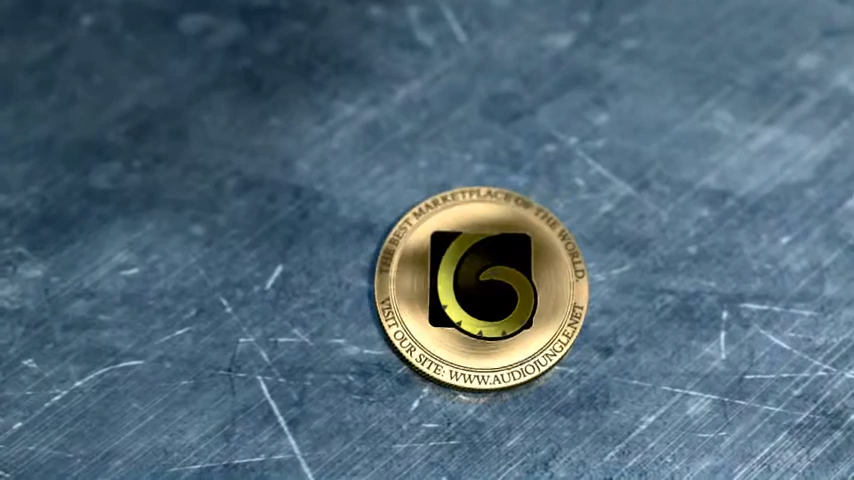 THE BEST MARKETPLACE OF THE WORLD.
VISIT OUR SITE: WWW.AUDIOJUNGLE.NET